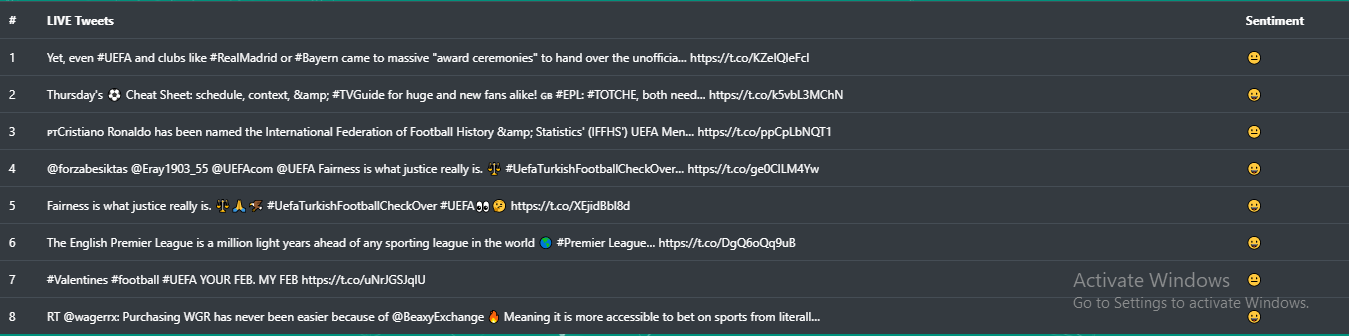 # LIVE Tweets Sentiment
1 Yet, even #UEFA and clubs like #RealMadrid or #Bayern came to massive "award ceremonies" to hand over the unofficia... https://t.co/KZelQleFcl 😐
2 Thursday's ⚽ Cheat Sheet: schedule, context, &amp; #TVGuide for huge and new fans alike! GB #EPL: #TOTCHE, both need... https://t.co/k5vbL3MChN 😀
3 PTCristiano Ronaldo has been named the International Federation of Football History &amp; Statistics' (IFFHS') UEFA Men... https://t.co/ppCpLbNQT1 😐
4 @forzabesiktas @Eray1903_55 @UEFAcom @UEFA Fairness is what justice really is. ⚖️ #UefaTurkishFootballCheckOver... https://t.co/ge0ClLM4Yw 😀
5 Fairness is what justice really is. ⚖️🙏🦅 #UefaTurkishFootballCheckOver #UEFA👀🤨 https://t.co/XEjidBbl8d 😀
6 The English Premier League is a million light years ahead of any sporting league in the world 🌎 #Premier League... https://t.co/DgQ6oQq9uB 😀
7 #Valentines #football #UEFA YOUR FEB. MY FEB https://t.co/uNrJGSJqIU 😐
Activate Windows
Go to Settings to activate Windows.
8 RT @wagerrx: Purchasing WGR has never been easier because of @BeaxyExchange 🔥 Meaning it is more accessible to bet on sports from literall... 😀